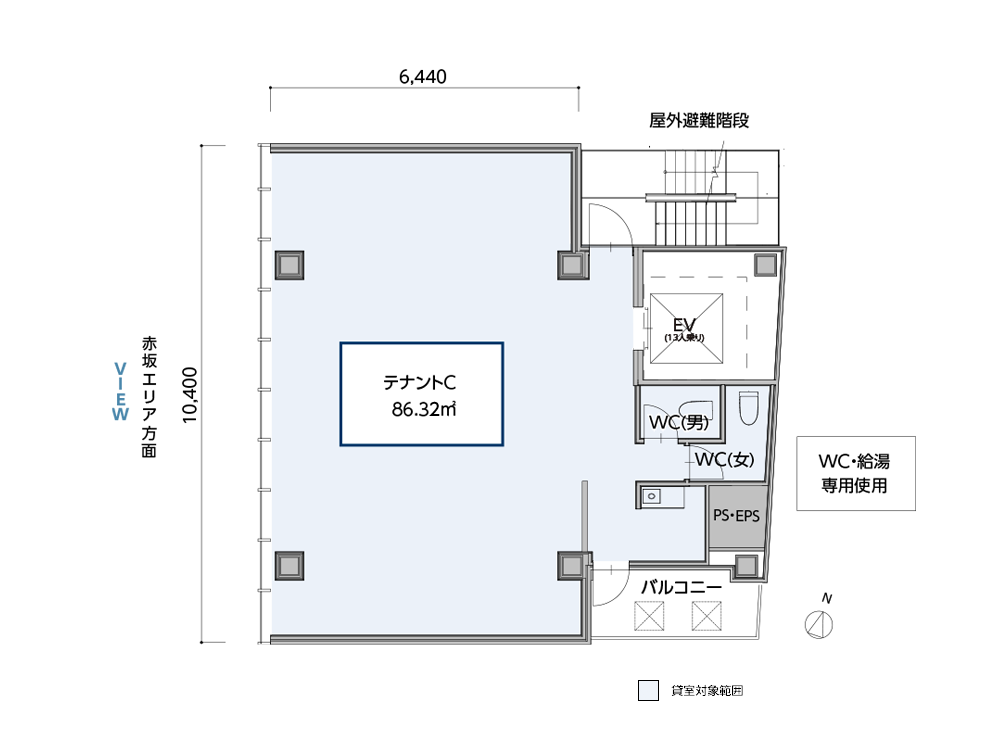 6,440
屋外避難階段
EV
(13人乗り)
VIEW
赤坂エリア方面
10,400
テナントC
86.32㎡
WC(男)
WC(女)
WC・給湯
専用使用
PS・EPS
バルコニー
N
貸室対象範囲